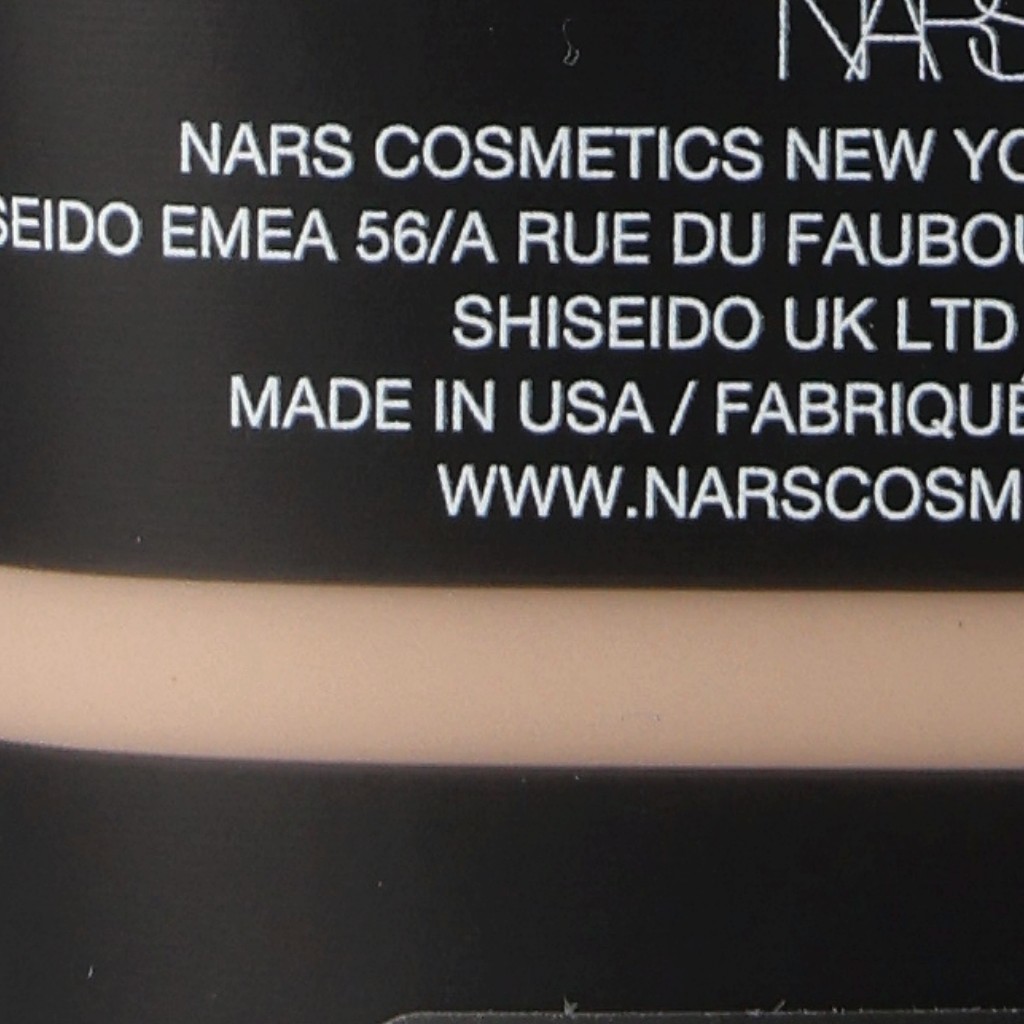 NARS
NARS COSMETICS NEW YO
SEIDO EMEA 56/A RUE DU FAUBOU
SHISEIDO UK LTD
MADE IN USA / FABRIQUÉ
WWW.NARSCOSM